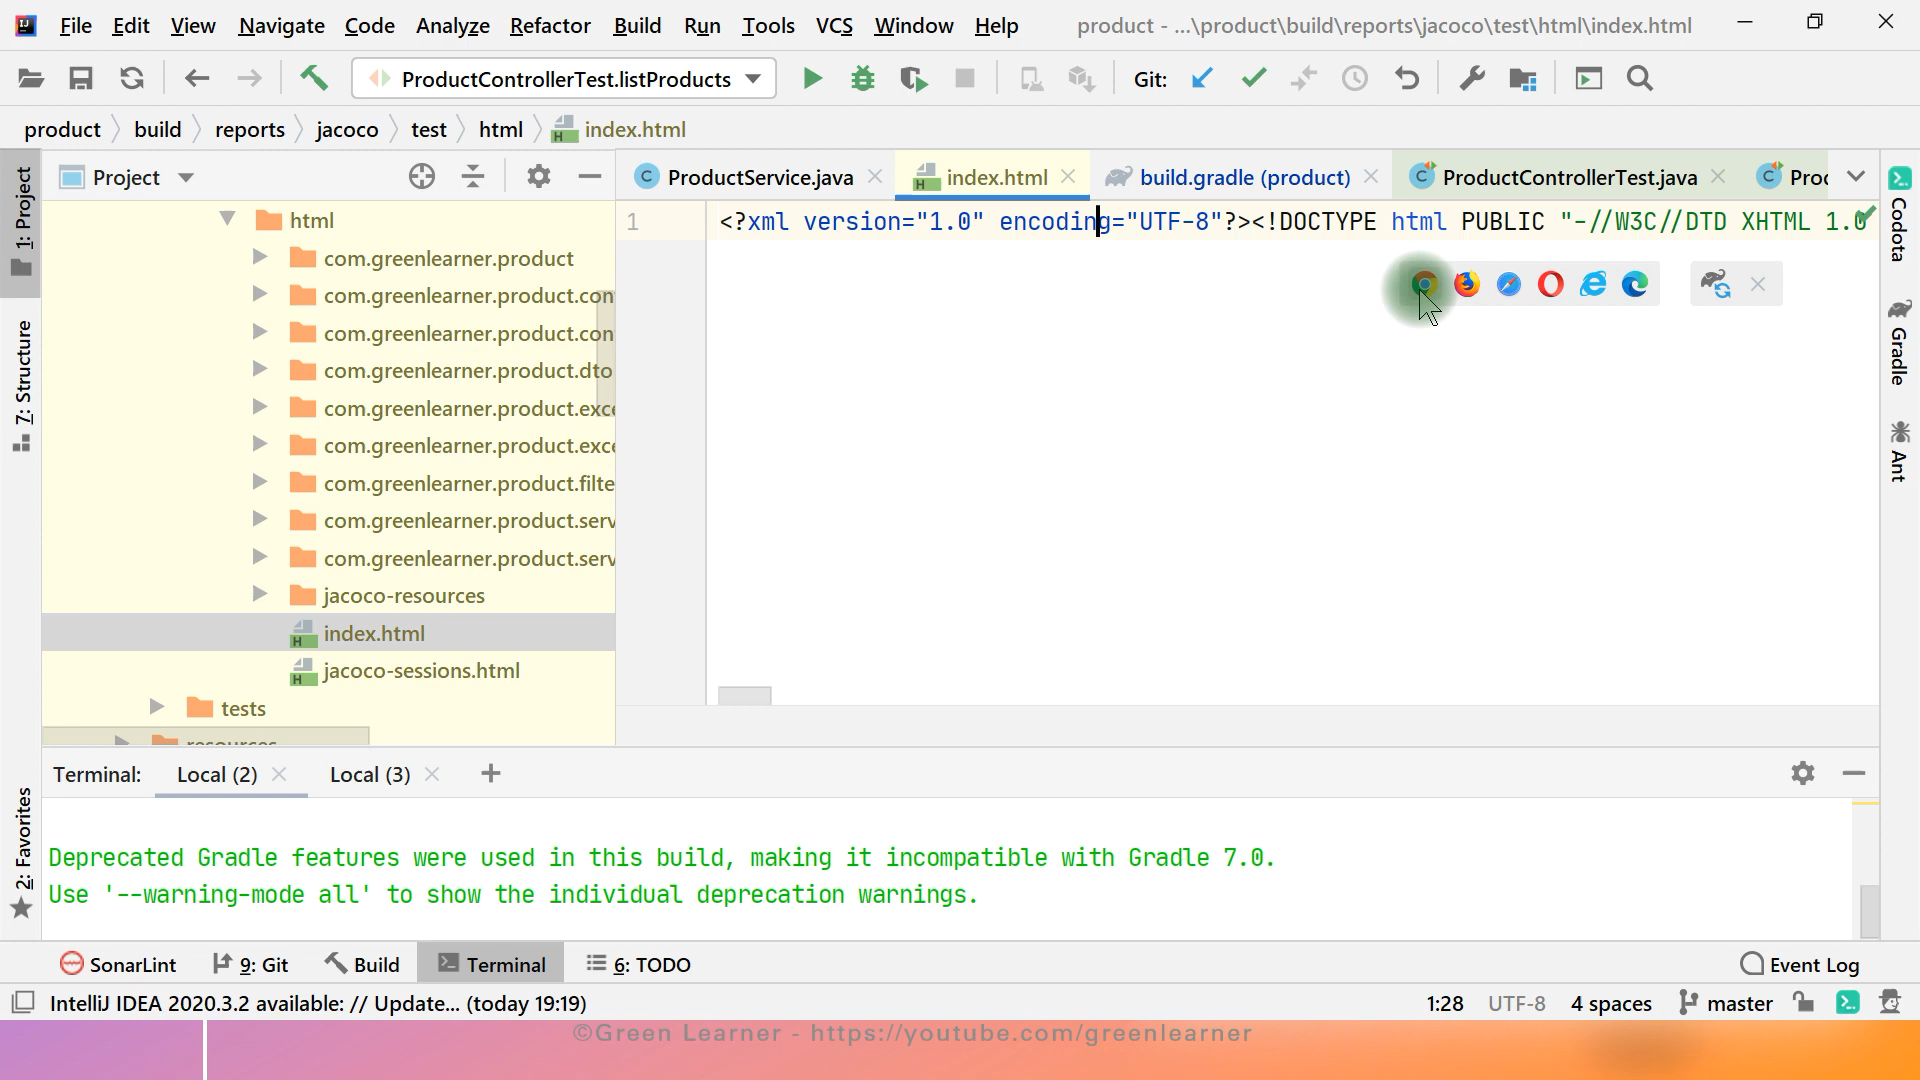 File Edit View Navigate Code Analyze Refactor Build Run Tools VCS Window Help product - ...\product\build\reports\jacoco\test\html\index.html
ProductControllerTest.listProducts Git:
product build reports jacoco test html index.html
Project
ProductService.java index.html build.gradle (product) ProductControllerTest.java Proc
1: Project
7: Structure
2: Favorites
html
com.greenlearner.product
com.greenlearner.product.con
com.greenlearner.product.con
com.greenlearner.product.dto
com.greenlearner.product.exce
com.greenlearner.product.exce
com.greenlearner.product.filte
com.greenlearner.product.serv
com.greenlearner.product.serv
jacoco-resources
index.html
jacoco-sessions.html
tests
resources
1 <?xml version="1.0" encoding="UTF-8"?><!DOCTYPE html PUBLIC "-//W3C//DTD XHTML 1.0
Codota
Gradle
Ant
Terminal: Local (2) Local (3)
Deprecated Gradle features were used in this build, making it incompatible with Gradle 7.0.
Use '--warning-mode all' to show the individual deprecation warnings.
SonarLint 9: Git Build Terminal 6: TODO Event Log
IntelliJ IDEA 2020.3.2 available: // Update... (today 19:19) 1:28 UTF-8 4 spaces master
©Green Learner - https://youtube.com/greenlearner